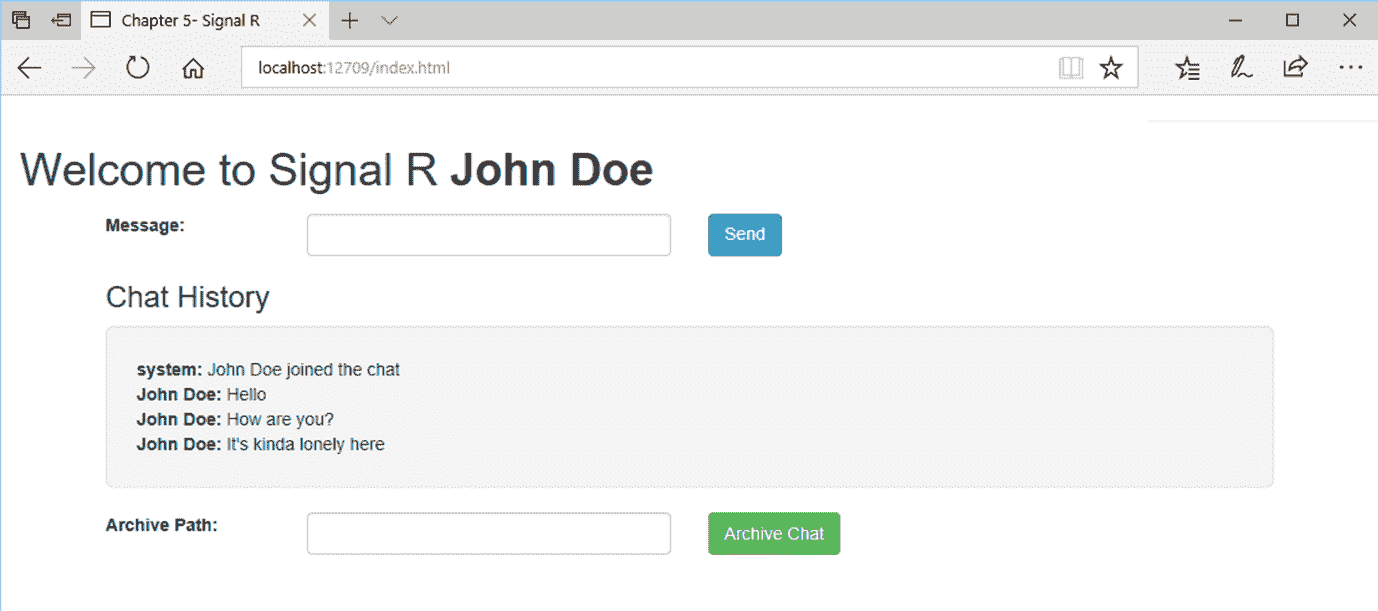 Chapter 5- Signal R
localhost:12709/index.html
Welcome to Signal R John Doe
Message: Send
Chat History
system: John Doe joined the chat
John Doe: Hello
John Doe: How are you?
John Doe: It's kinda lonely here
Archive Path: Archive Chat